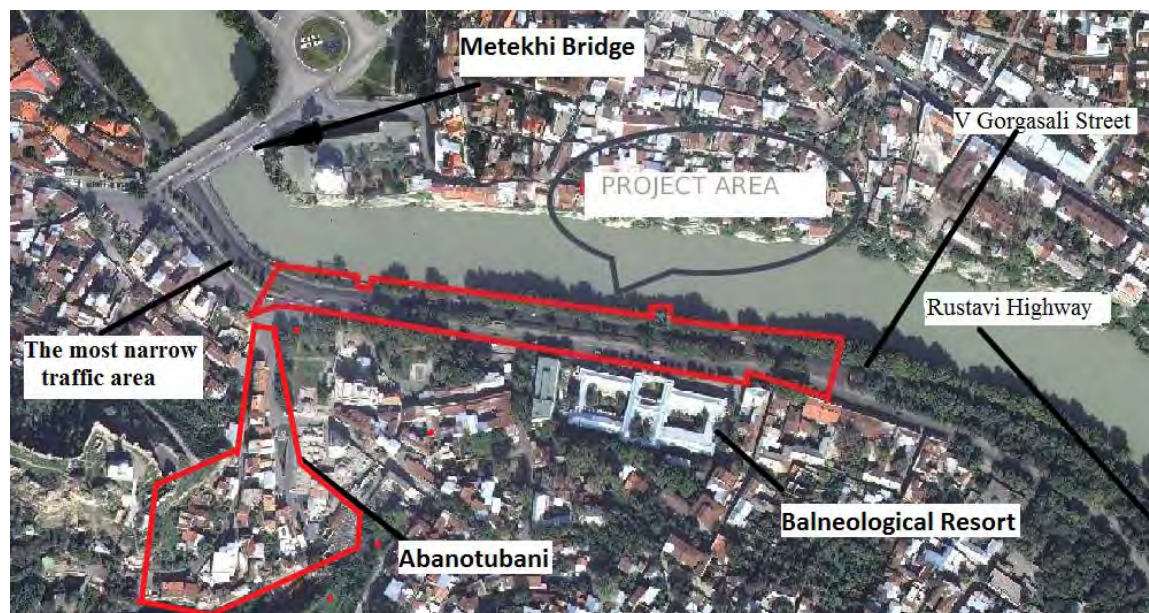 Metekhi Bridge
V Gorgasali Street
PROJECT AREA
Rustavi Highway
The most narrow
traffic area
Balneological Resort
Abanotubani